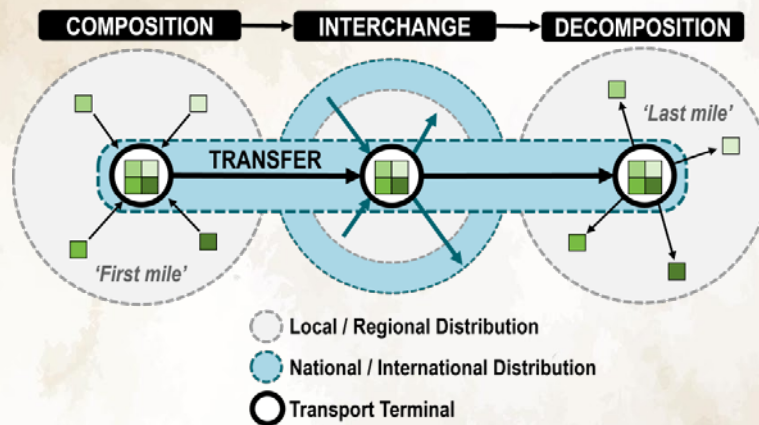 COMPOSITION
INTERCHANGE
DECOMPOSITION
'Last mile'
TRANSFER
'First mile'
Local / Regional Distribution
National / International Distribution
Transport Terminal